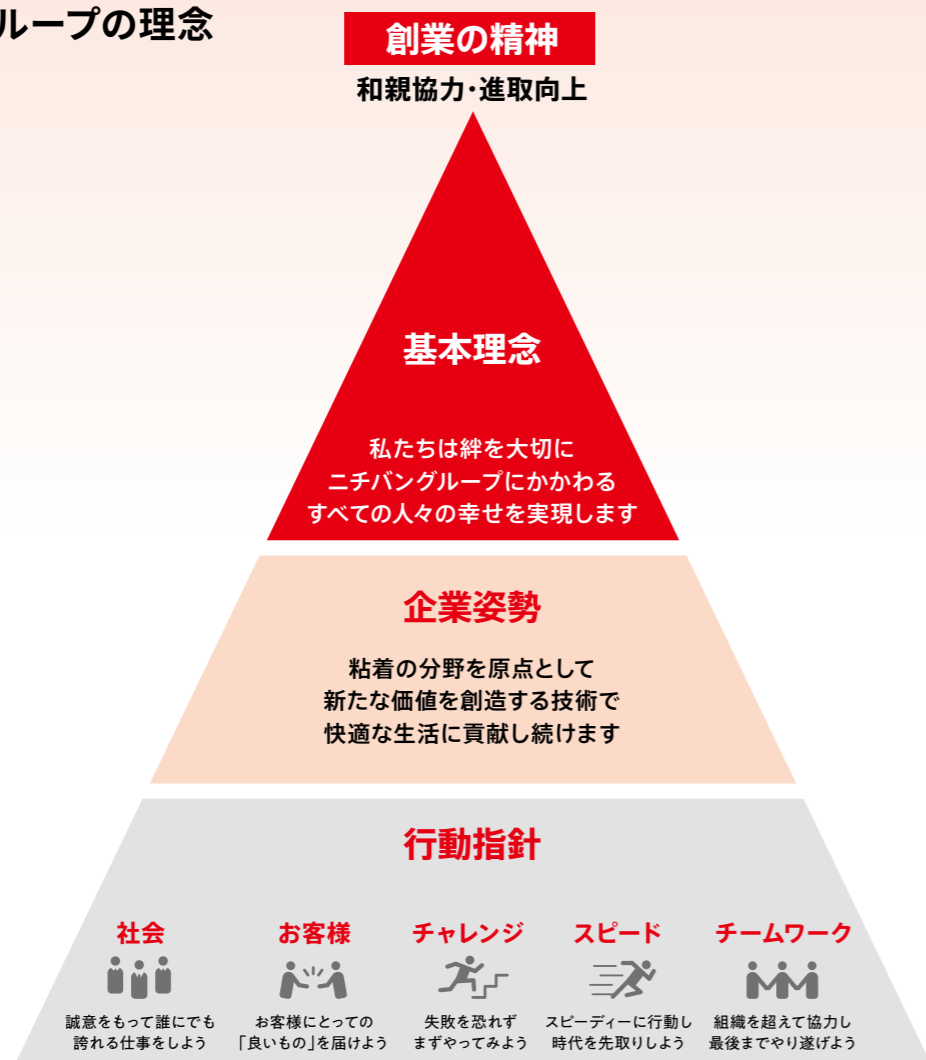 ループの理念
創業の精神
和親協力・進取向上
基本理念
私たちは絆を大切に
ニチバングループにかかわる
すべての人々の幸せを実現します
企業姿勢
粘着の分野を原点として
新たな価値を創造する技術で
快適な生活に貢献し続けます
行動指針
社会
誠意をもって誰にでも
誇れる仕事をしよう
お客様
お客様にとっての
「良いもの」を届けよう
チャレンジ
失敗を恐れず
まずやってみよう
スピード
スピーディーに行動し
時代を先取りしよう
チームワーク
組織を超えて協力し
最後までやり遂げよう